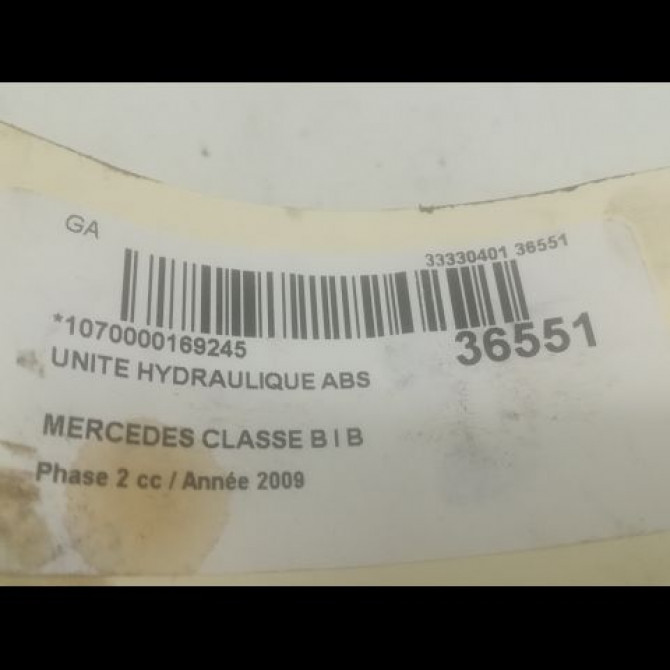 GA
33330401 36551
*1070000169245
36551
UNITE HYDRAULIQUE ABS
MERCEDES CLASSE B I B
Phase 2 cc / Année 2009